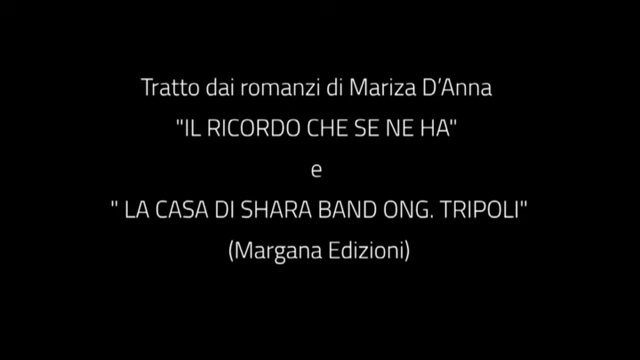 Tratto dai romanzi di Mariza D’Anna
"IL RICORDO CHE SE NE HA"
e
" LA CASA DI SHARA BAND ONG. TRIPOLI"
(Margana Edizioni)